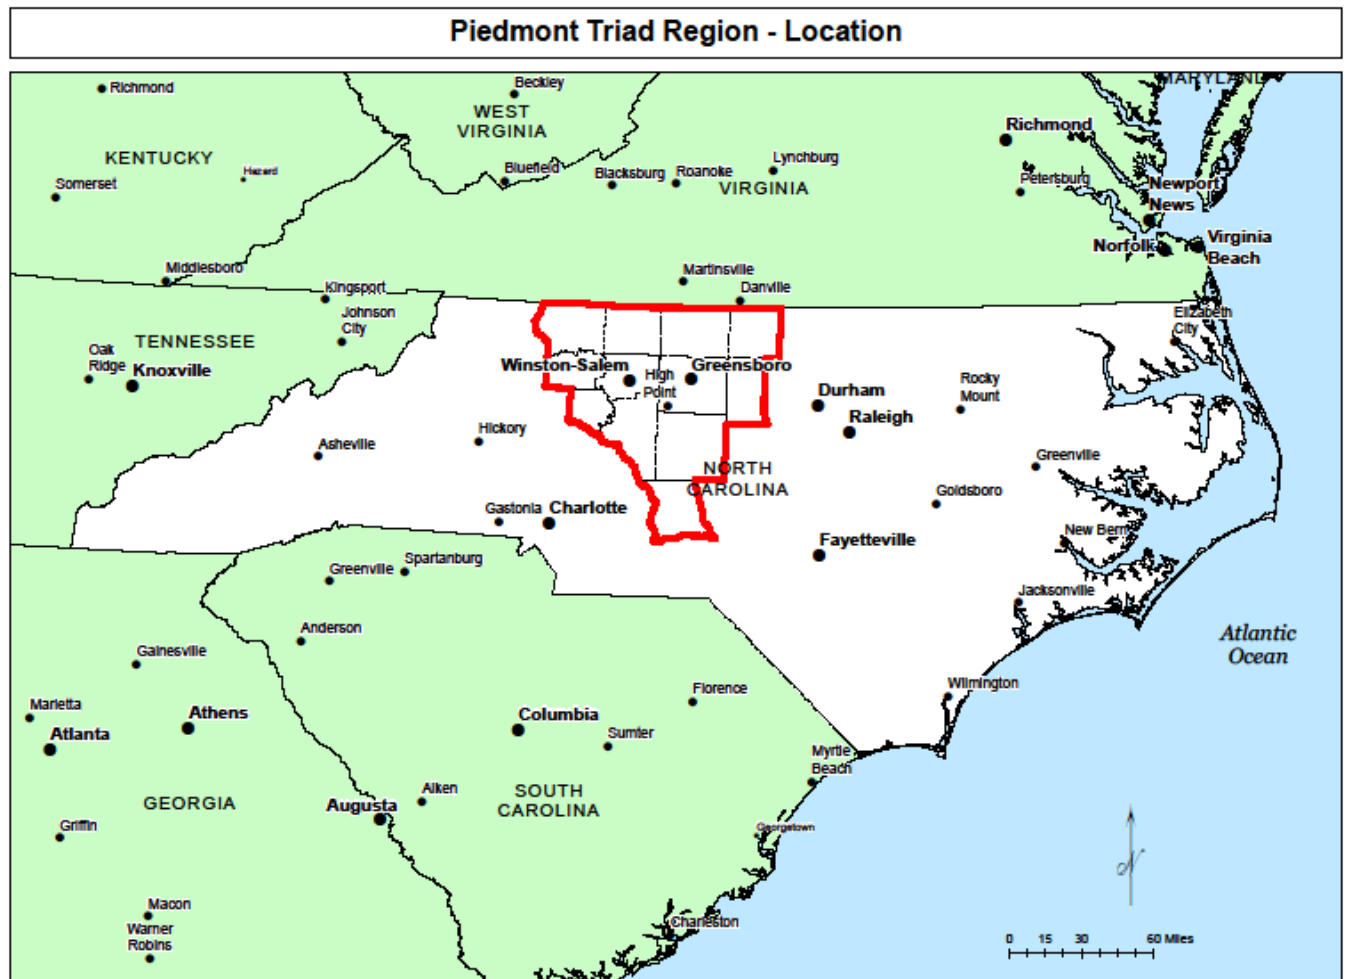 Piedmont Triad Region - Location
MARYLAND
Beckley
Richmond
WEST
VIRGINIA
Richmond
KENTUCKY
Hazard
Somerset
Bluefield
Blacksburg
Roanoke
Lynchburg
VIRGINIA
Petersburg
Newport
News
Norfolk
Virginia
Beach
Middlesboro
Martinsville
Danville
Kingsport
Johnson
City
TENNESSEE
Oak
Ridge
Knoxville
Elizabeth
City
Winston-Salem
High
Point
Greensboro
Durham
Raleigh
Rocky
Mount
Asheville
Hickory
Greenville
NORTH
CAROLINA
Goldsboro
Gastonia
Charlotte
Fayetteville
New Bern
Spartanburg
Greenville
Jacksonville
Anderson
Atlantic
Ocean
Gainesville
Wilmington
Marietta
Atlanta
Athens
Florence
Columbia
Sumter
Myrtle
Beach
GEORGIA
Augusta
Aiken
SOUTH
CAROLINA
Griffin
Georgetown
N
Macon
Warner
Robins
Charleston
0 15 30 60 Miles